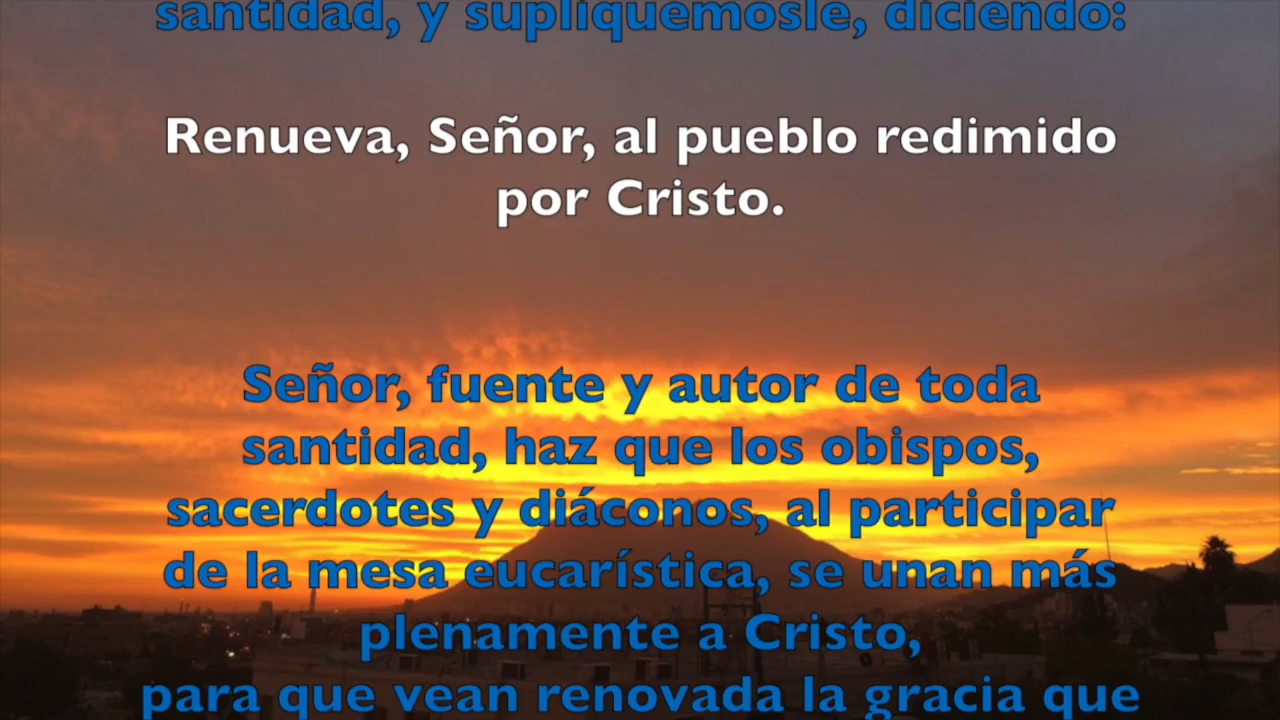 santidad, y supliquémosle, diciendo:
Renueva, Señor, al pueblo redimido
por Cristo.
Señor, fuente y autor de toda
santidad, haz que los obispos,
sacerdotes y diáconos, al participar
de la mesa eucarística, se unan más
plenamente a Cristo,
para que vean renovada la gracia que